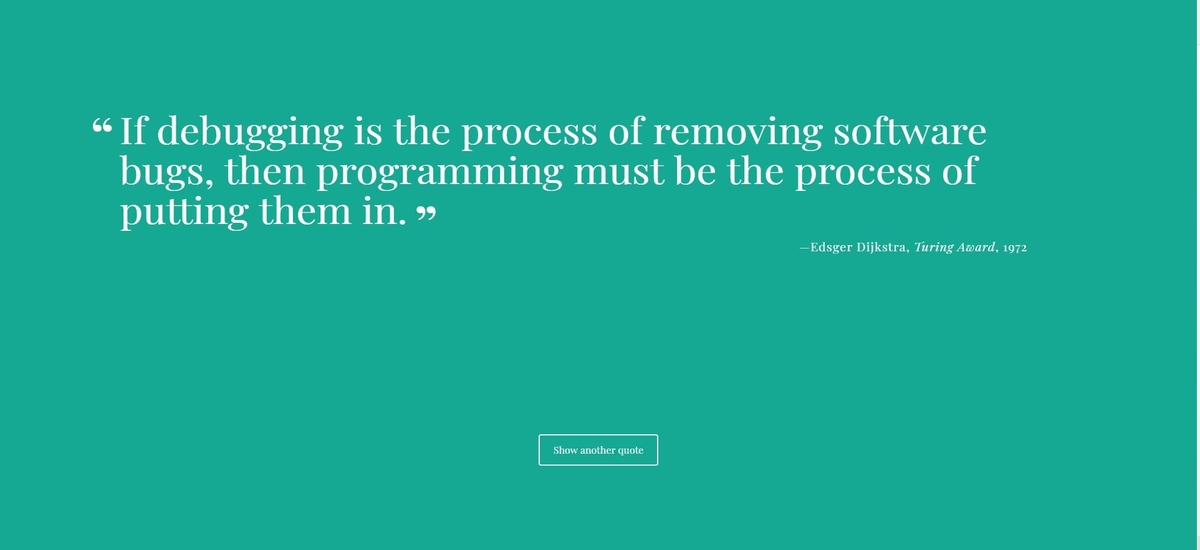 “ If debugging is the process of removing software
bugs, then programming must be the process of
putting them in. ”
—Edsger Dijkstra, Turing Award, 1972
Show another quote